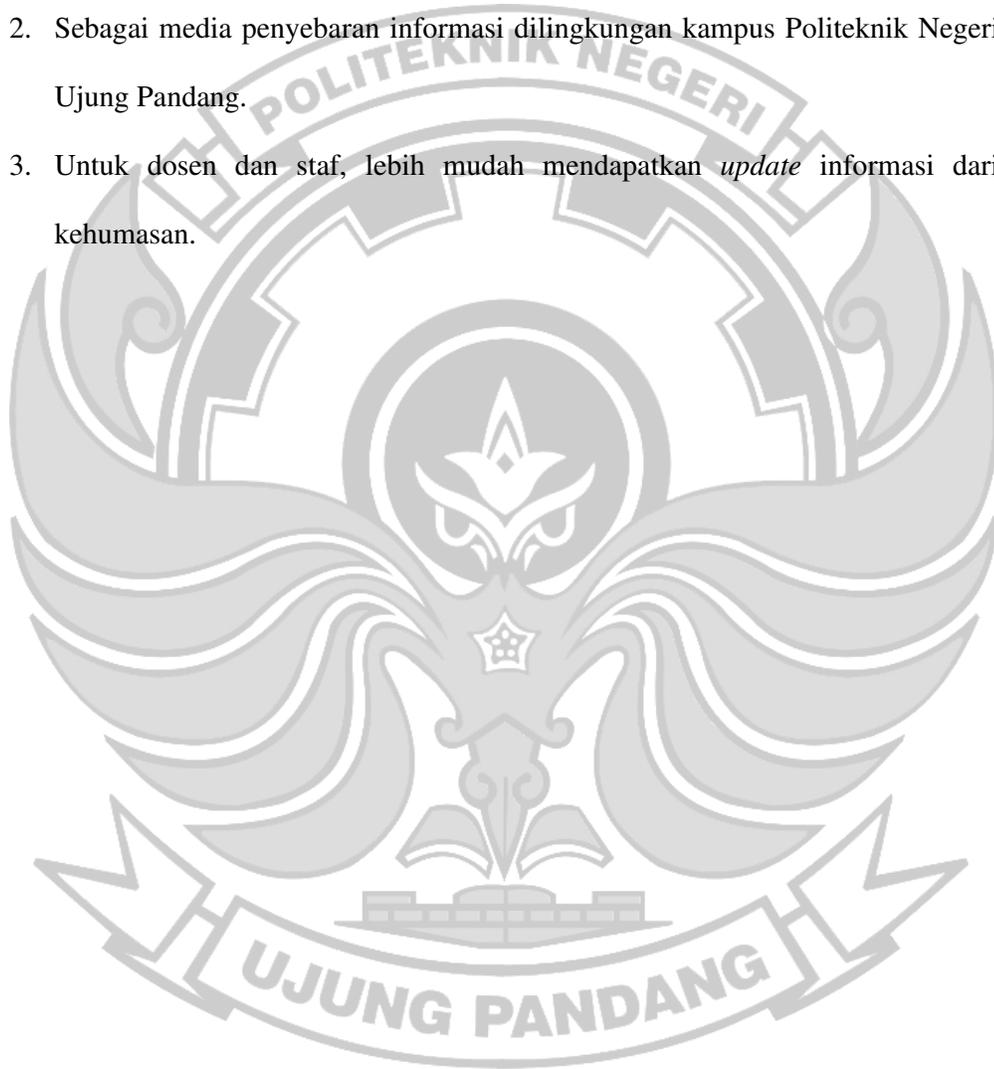 2. Sebagai media penyebaran informasi dilingkungan kampus Politeknik Negeri
Ujung Pandang.
3. Untuk dosen dan staf, lebih mudah mendapatkan update informasi dari
kehumasan.
POLITEKNIK NEGERI
UJUNG PANDANG